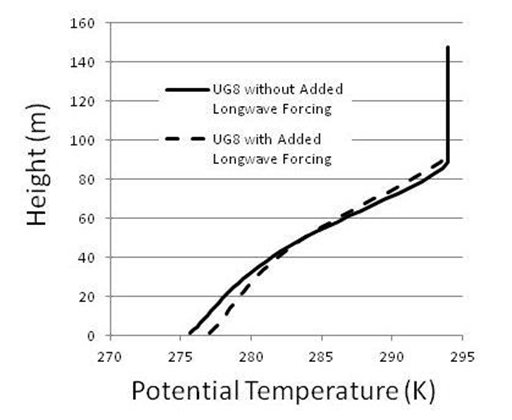 160
140
120
100
80
60
40
20
0
Height (m)
UG8 without Added
Longwave Forcing
UG8 with Added
Longwave Forcing
270 275 280 285 290 295
Potential Temperature (K)